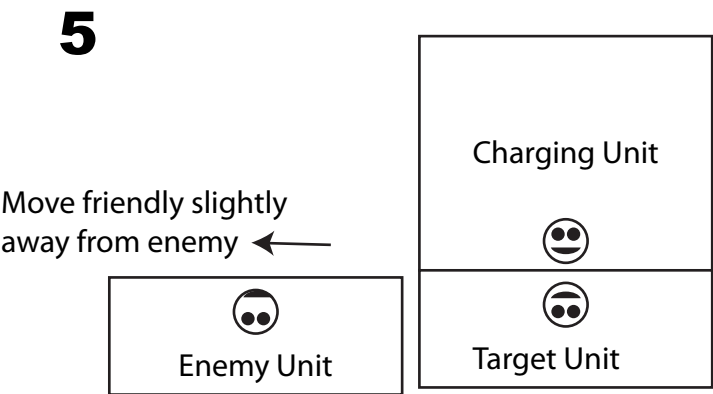 5
Charging Unit
Move friendly slightly
away from enemy
Enemy Unit
Target Unit